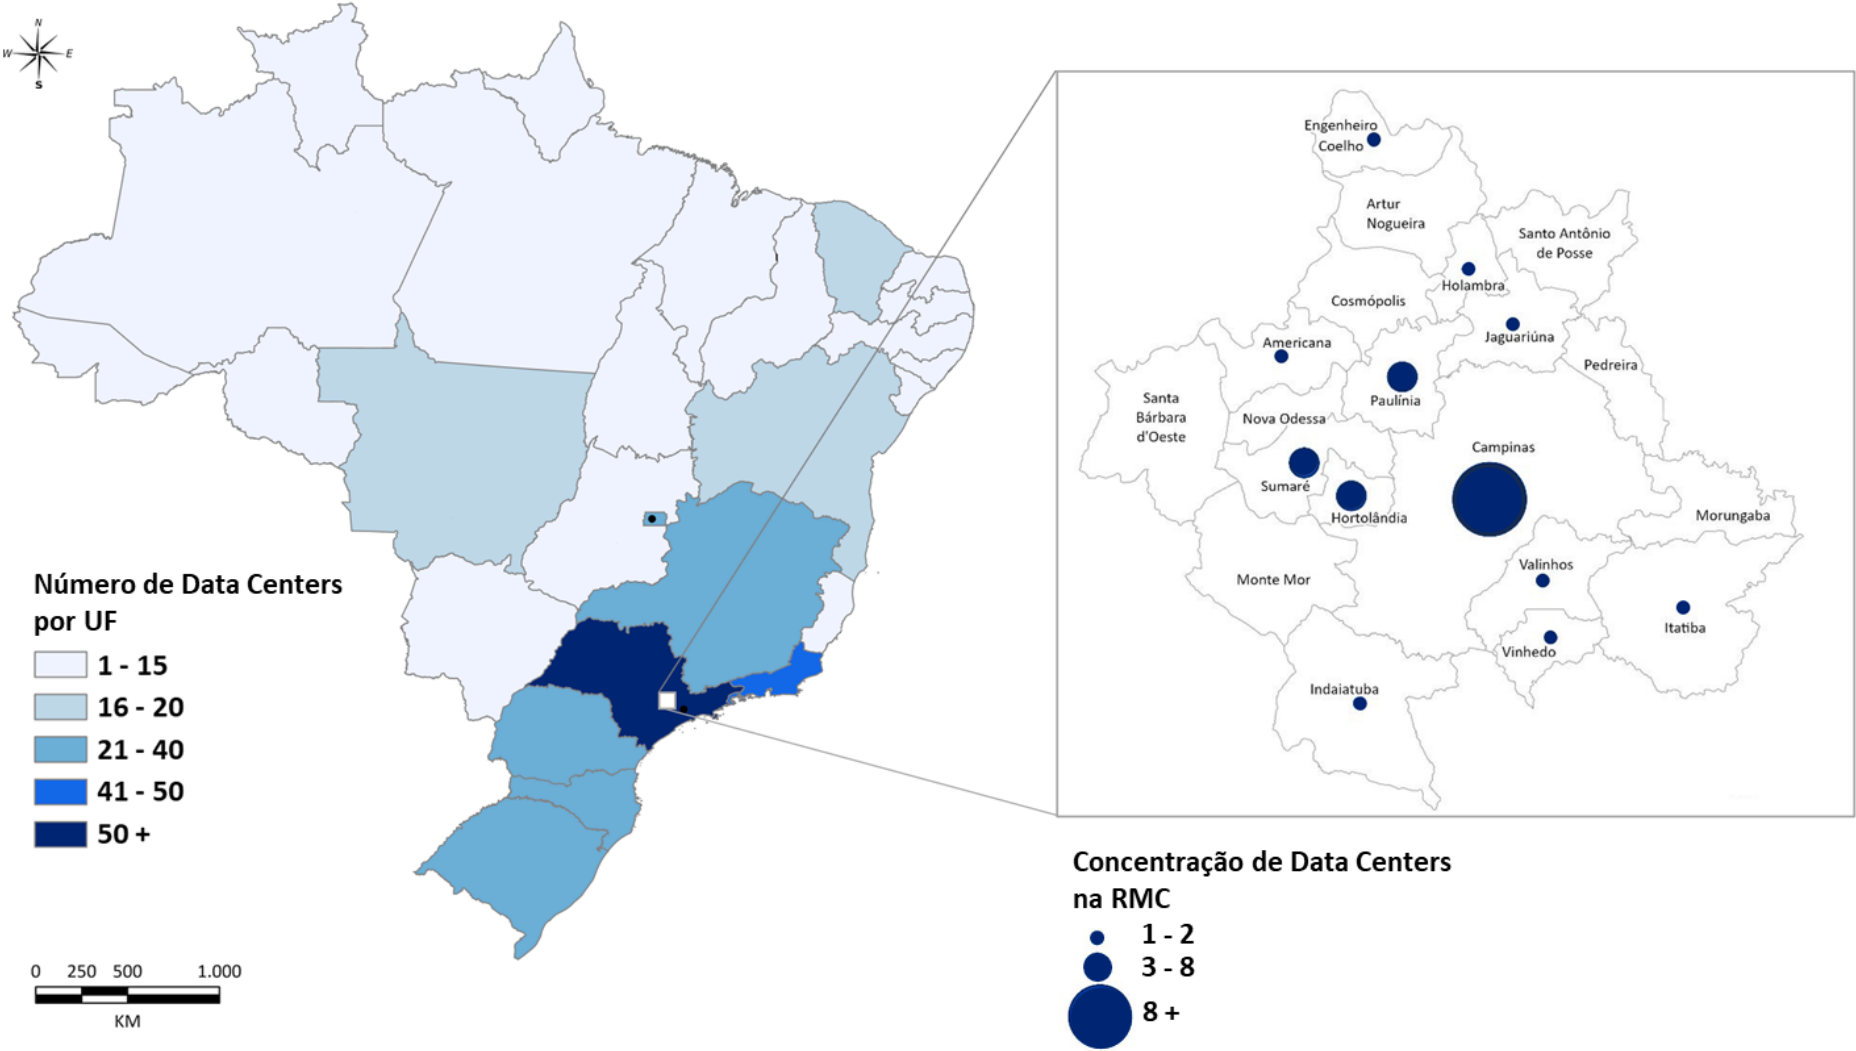 N
W
E
S
Engenheiro
Coelho
Artur
Nogueira
Santo Antônio
de Posse
Holambra
Cosmópolis
Jaguariúna
Americana
Pedreira
Paulínia
Santa
Bárbara
d'Oeste
Nova Odessa
Campinas
Sumaré
Hortolândia
Morungaba
Valinhos
Monte Mor
Itatiba
Vinhedo
Indaiatuba
Número de Data Centers
por UF
1 - 15
16 - 20
21 - 40
41 - 50
50 +
0 250 500 1.000
KM
Concentração de Data Centers
na RMC
1 - 2
3 - 8
8 +